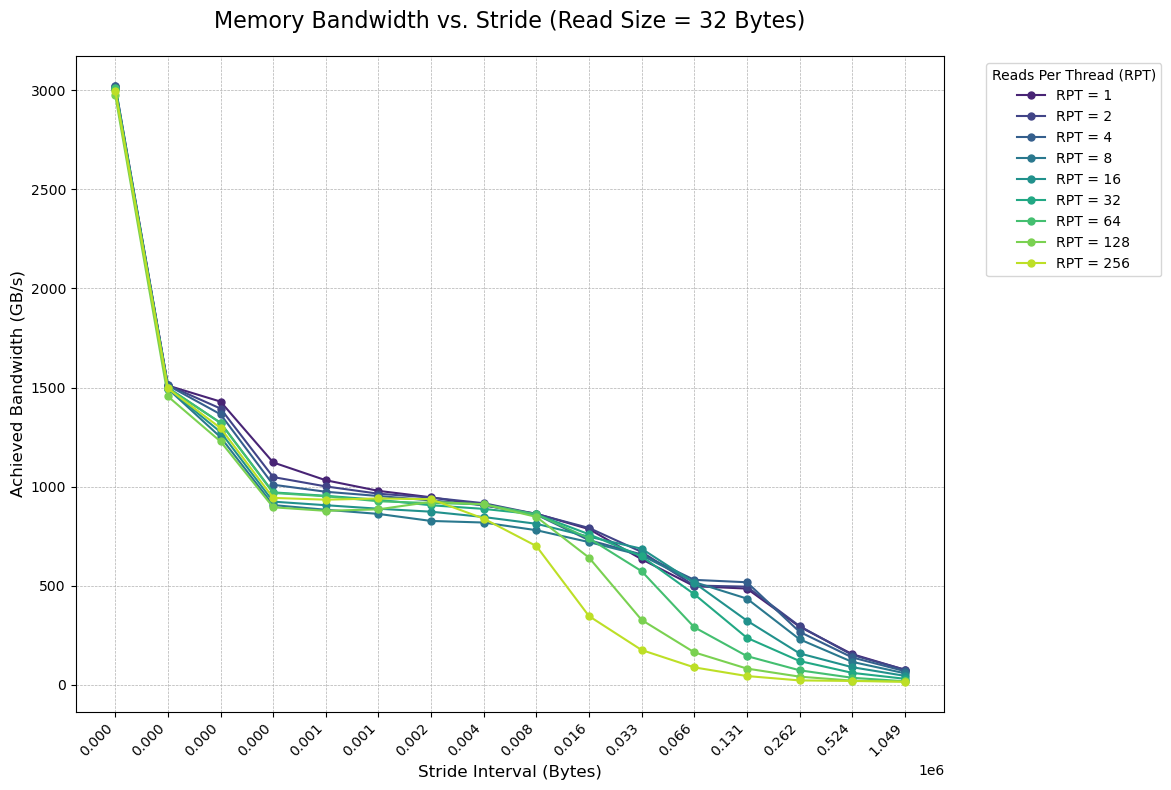 Memory Bandwidth vs. Stride (Read Size = 32 Bytes)
Achieved Bandwidth (GB/s)
3000
2500
2000
1500
1000
500
0
0.000
0.000
0.000
0.000
0.001
0.001
0.002
0.004
0.008
0.016
0.033
0.066
0.131
0.262
0.524
1.049
1e6
Stride Interval (Bytes)
Reads Per Thread (RPT)
RPT = 1
RPT = 2
RPT = 4
RPT = 8
RPT = 16
RPT = 32
RPT = 64
RPT = 128
RPT = 256